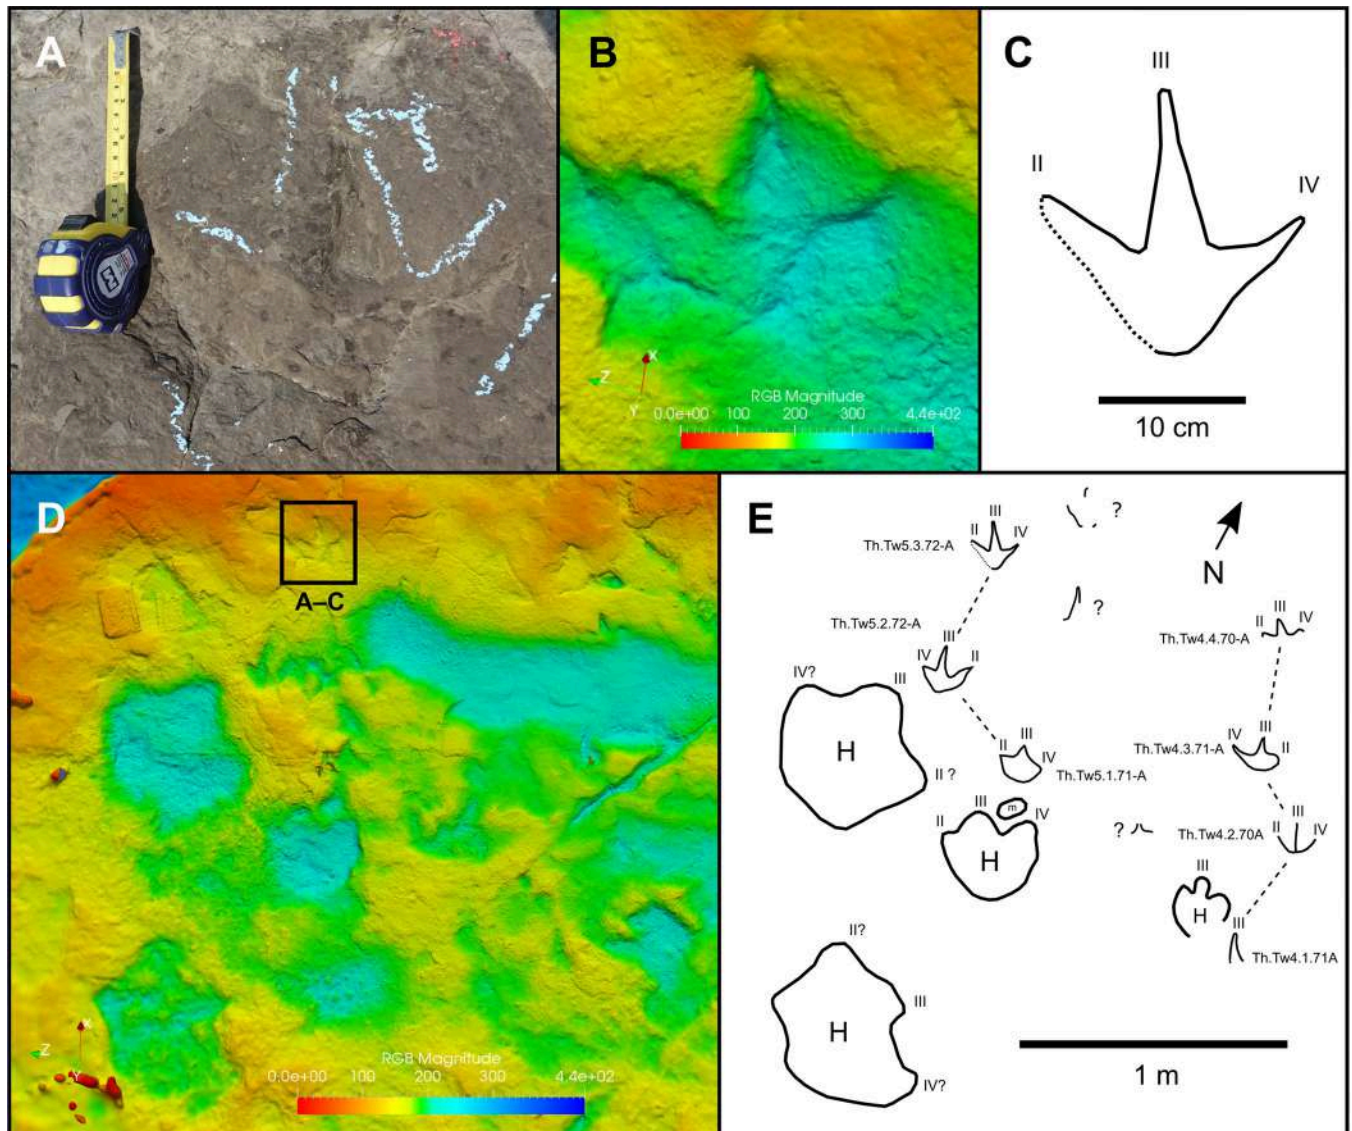 A
B
X
Z
Y
RGB Magnitude
0.0e+00 100 200 300 4.4e+02
C
III
II
IV
10 cm
D
A–C
X
Z
Y
RGB Magnitude
0.0e+00 100 200 300 4.4e+02
E
?
III
II IV
Th.Tw5.3.72-A
N
?
Th.Tw5.2.72-A
III
IV II
III
II IV
Th.Tw4.4.70-A
IV? III
H
II ?
III
II
IV
Th.Tw5.1.71-A
III
IV II
Th.Tw4.3.71-A
m
III
II IV
H
?
III
II IV
Th.Tw4.2.70A
III
H
III
Th.Tw4.1.71A
II?
III
H
IV?
1 m